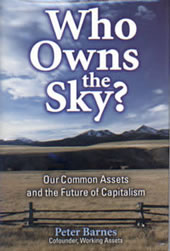 Who
Owns
the
Sky?
Our Common Assets
and the Future of Capitalism
Peter Barnes
Cofounder, Working Assets